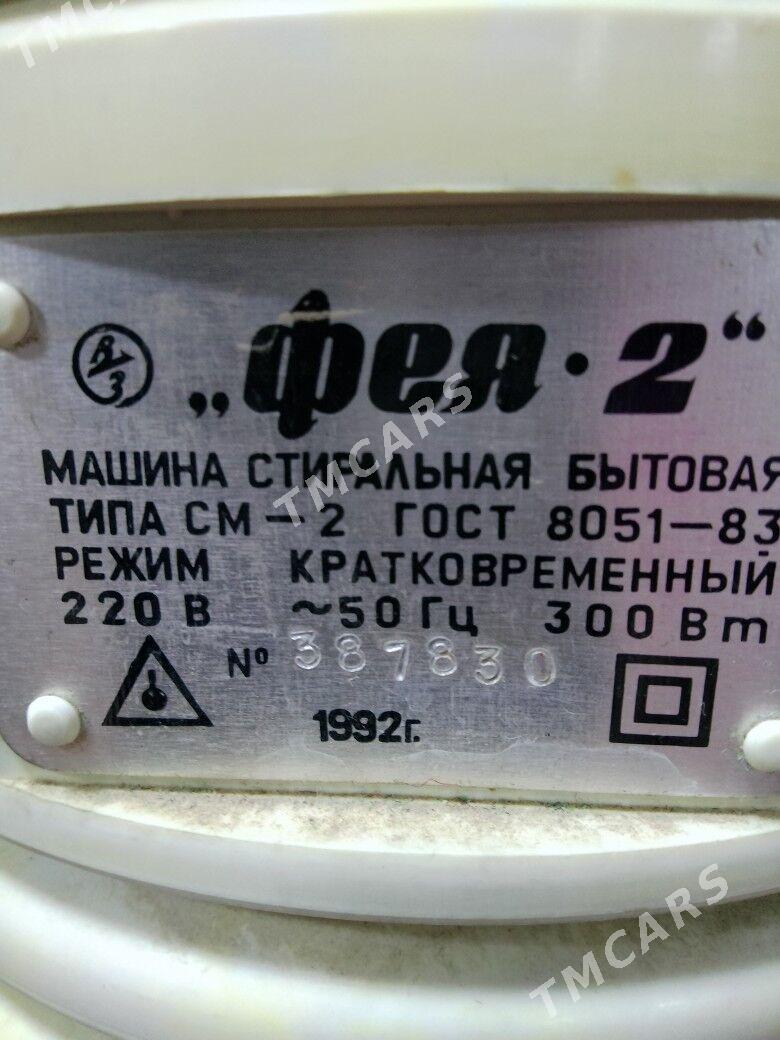 TMCARS
„Фея·2“
МАШИНА СТИРАЛЬНАЯ БЫТОВАЯ
ТИПА СМ–2 ГОСТ 8051–83
РЕЖИМ КРАТКОВРЕМЕННЫЙ
220 В ~50 Гц 300 Вт
№ 387830
1992г.
TMCARS
TMCARS
TMCARS